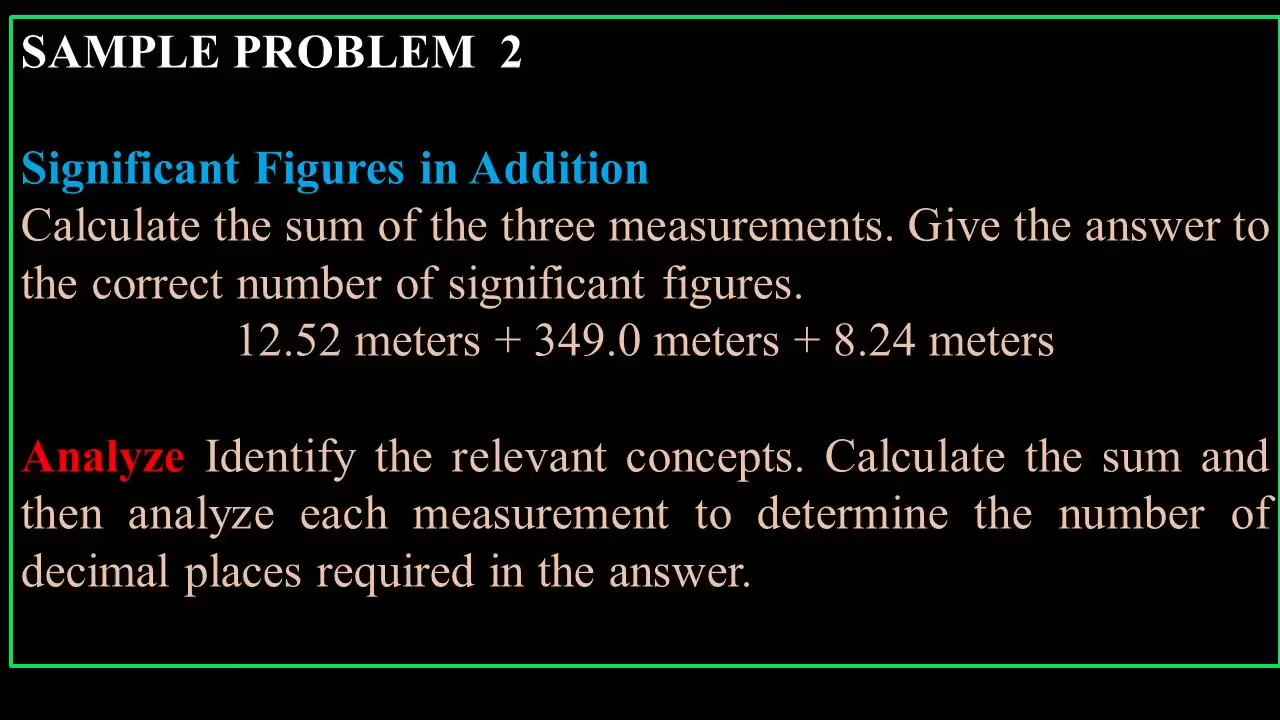 SAMPLE PROBLEM 2
Significant Figures in Addition
Calculate the sum of the three measurements. Give the answer to
the correct number of significant figures.
12.52 meters + 349.0 meters + 8.24 meters
Analyze Identify the relevant concepts. Calculate the sum and
then analyze each measurement to determine the number of
decimal places required in the answer.